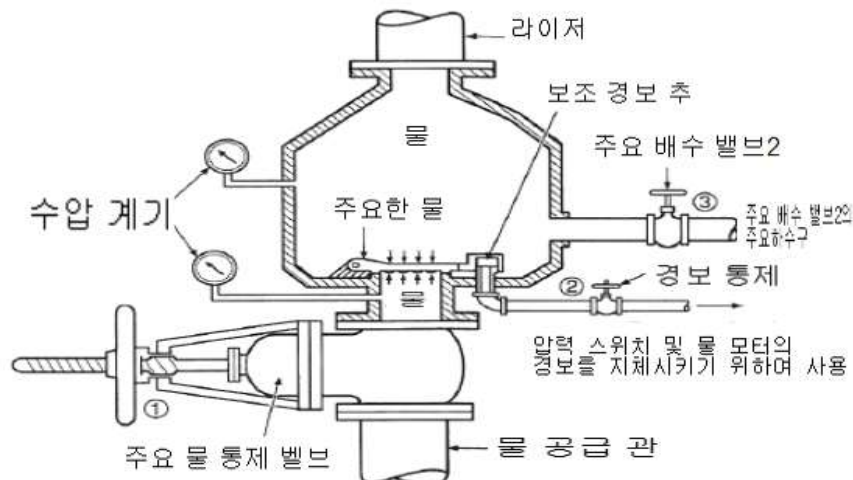 라이저
보조 경보 추
물
주요 배수 밸브2
③
수압 계기
주요한 물
주요 배수 밸브2의
주요하수구
물
②
경보 통제
압력 스위치 및 물 모터의
경보를 지체시키기 위하며 사용
①
주요 물 통제 벨브
물 공급 관